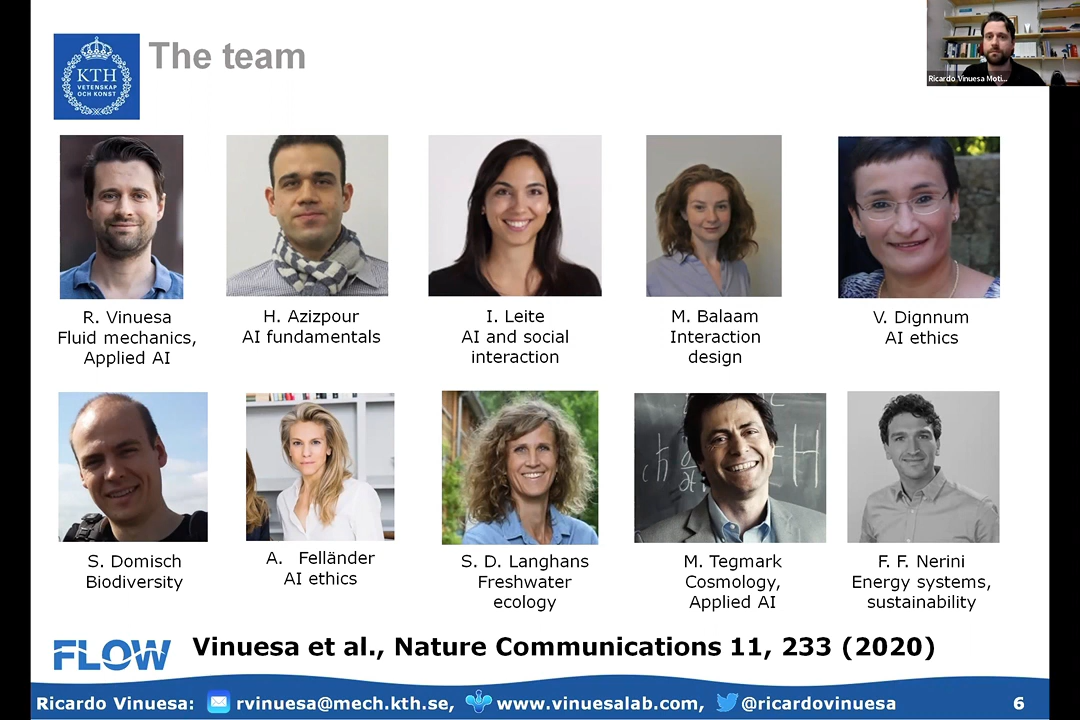 The team
KTH
VETENSKAP
OCH KONST
Ricardo Vinuesa Moti...
R. Vinuesa
Fluid mechanics,
Applied AI
H. Azizpour
AI fundamentals
I. Leite
AI and social
interaction
M. Balaam
Interaction
design
V. Dignnum
AI ethics
S. Domisch
Biodiversity
A. Felländer
AI ethics
S. D. Langhans
Freshwater
ecology
M. Tegmark
Cosmology,
Applied AI
F. F. Nerini
Energy systems,
sustainability
FLOW
Vinuesa et al., Nature Communications 11, 233 (2020)
Ricardo Vinuesa: rvinuesa@mech.kth.se, www.vinuesalab.com, @ricardovinuesa 6